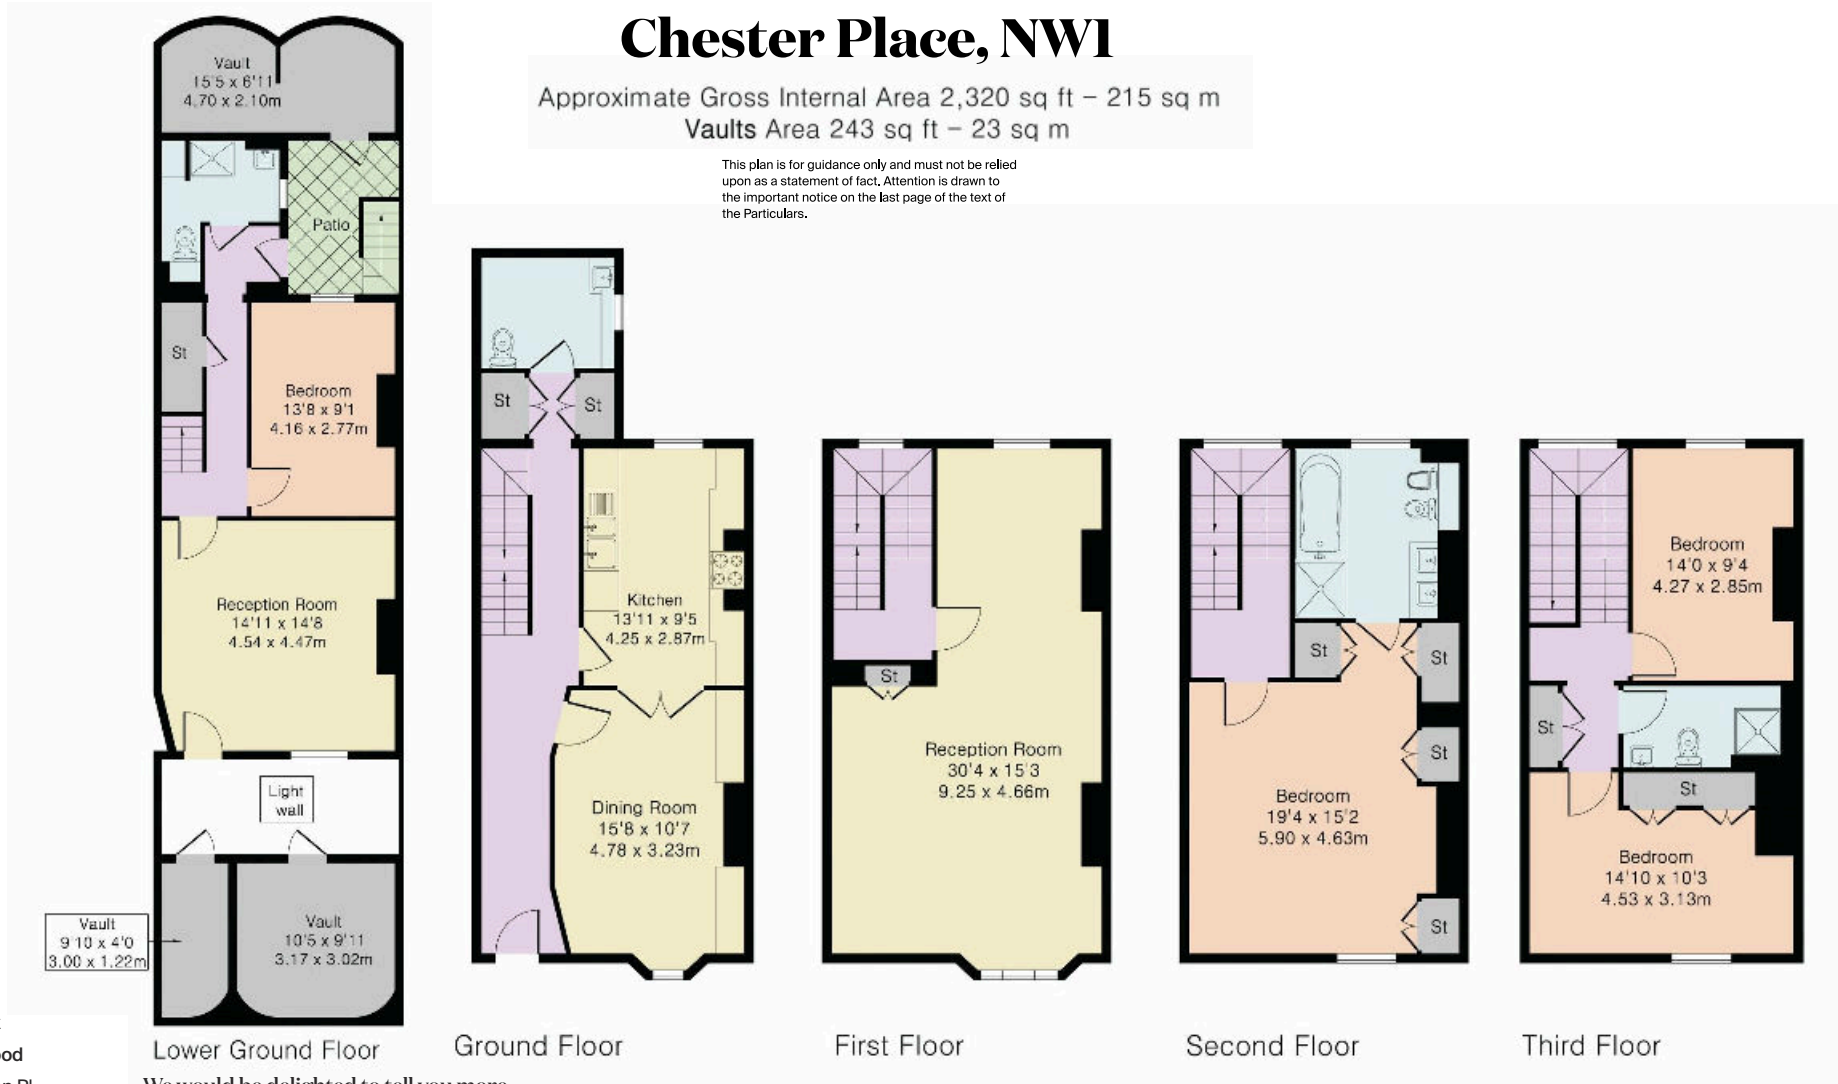 Chester Place, NW1
Approximate Gross Internal Area 2,320 sq ft – 215 sq m
Vaults Area 243 sq ft – 23 sq m
This plan is for guidance only and must not be relied
upon as a statement of fact. Attention is drawn to
the important notice on the last page of the text of
the Particulars.
Vault
15'5 x 6'11
4.70 x 2.10m
Patio
St
Bedroom
13'8 x 9'1
4.16 x 2.77m
Reception Room
14'11 x 14'8
4.54 x 4.47m
Light
wall
Vault
9'10 x 4'0
3.00 x 1.22m
Vault
10'5 x 9'11
3.17 x 3.02m
Lower Ground Floor
St
St
Kitchen
13'11 x 9'5
4.25 x 2.87m
Dining Room
15'8 x 10'7
4.78 x 3.23m
Ground Floor
St
Reception Room
30'4 x 15'3
9.25 x 4.66m
First Floor
St
St
St
Bedroom
19'4 x 15'2
5.90 x 4.63m
St
Second Floor
Bedroom
14'0 x 9'4
4.27 x 2.85m
St
St
Bedroom
14'10 x 10'3
4.53 x 3.13m
Third Floor
We would be delighted to tell you more